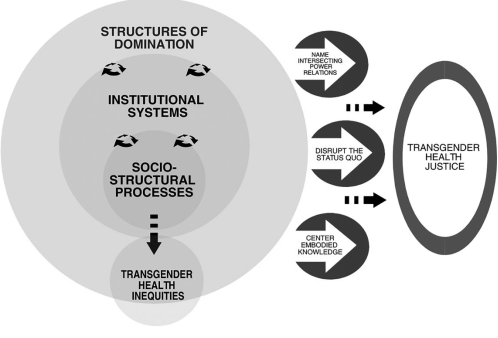 STRUCTURES OF
DOMINATION
INSTITUTIONAL
SYSTEMS
SOCIO-
STRUCTURAL
PROCESSES
TRANSGENDER
HEALTH
INEQUITIES
NAME
INTERSECTING
POWER
RELATIONS
DISRUPT THE
STATUS QUO
CENTER
EMBODIED
KNOWLEDGE
TRANSGENDER
HEALTH
JUSTICE